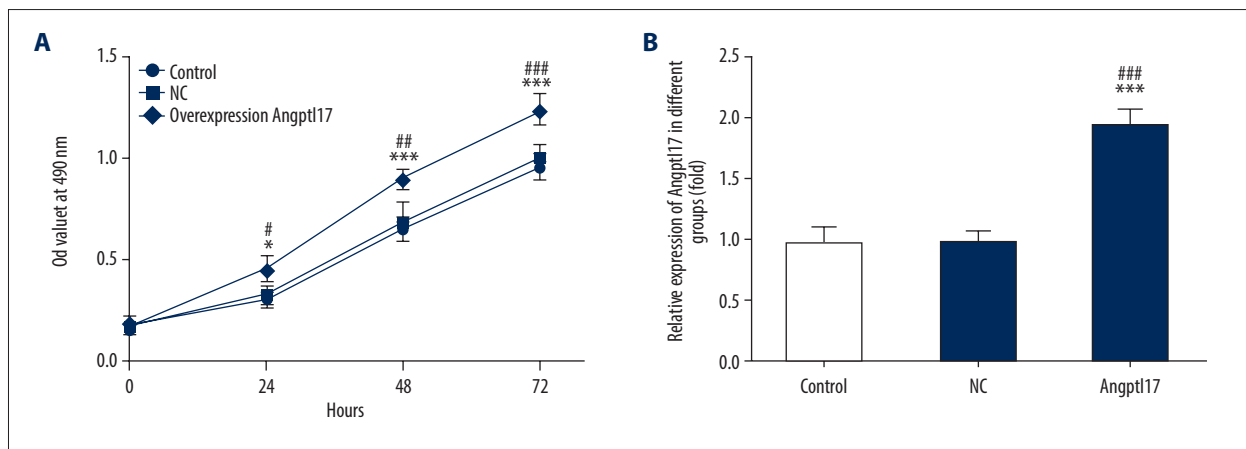 A
Od valuet at 490 nm
1.5
1.0
0.5
0.0
Control
NC
Overexpression Angptl17
#
*
##
***
###
***
0
24
48
72
Hours
B
Relative expression of Angptl17 in different
groups (fold)
2.5
2.0
1.5
1.0
0.5
0.0
###
***
Control
NC
Angptl17